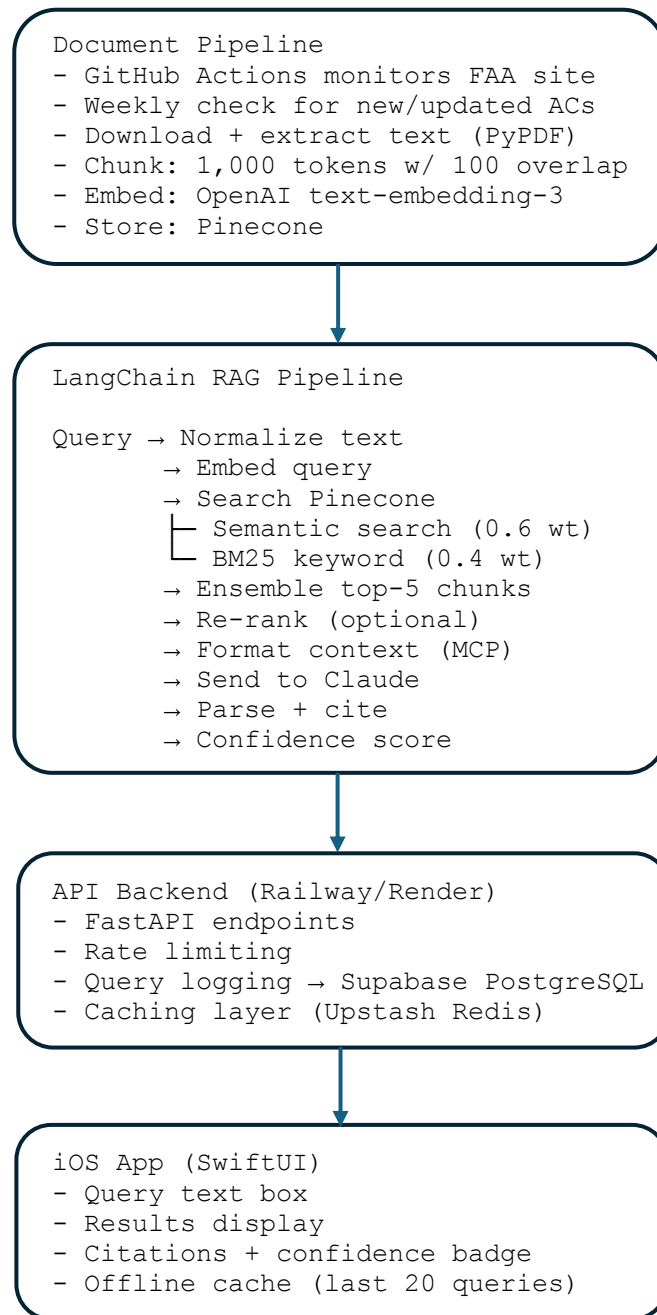 Document Pipeline
- GitHub Actions monitors FAA site
- Weekly check for new/updated ACs
- Download + extract text (PyPDF)
- Chunk: 1,000 tokens w/ 100 overlap
- Embed: OpenAI text-embedding-3
- Store: Pinecone
LangChain RAG Pipeline
Query → Normalize text
→ Embed query
→ Search Pinecone
├─ Semantic search (0.6 wt)
└─ BM25 keyword (0.4 wt)
→ Ensemble top-5 chunks
→ Re-rank (optional)
→ Format context (MCP)
→ Send to Claude
→ Parse + cite
→ Confidence score
API Backend (Railway/Render)
- FastAPI endpoints
- Rate limiting
- Query logging → Supabase PostgreSQL
- Caching layer (Upstash Redis)
iOS App (SwiftUI)
- Query text box
- Results display
- Citations + confidence badge
- Offline cache (last 20 queries)